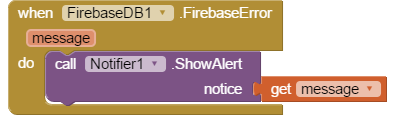 when FirebaseDB1 .FirebaseError
message
do call Notifier1 .ShowAlert
notice get message